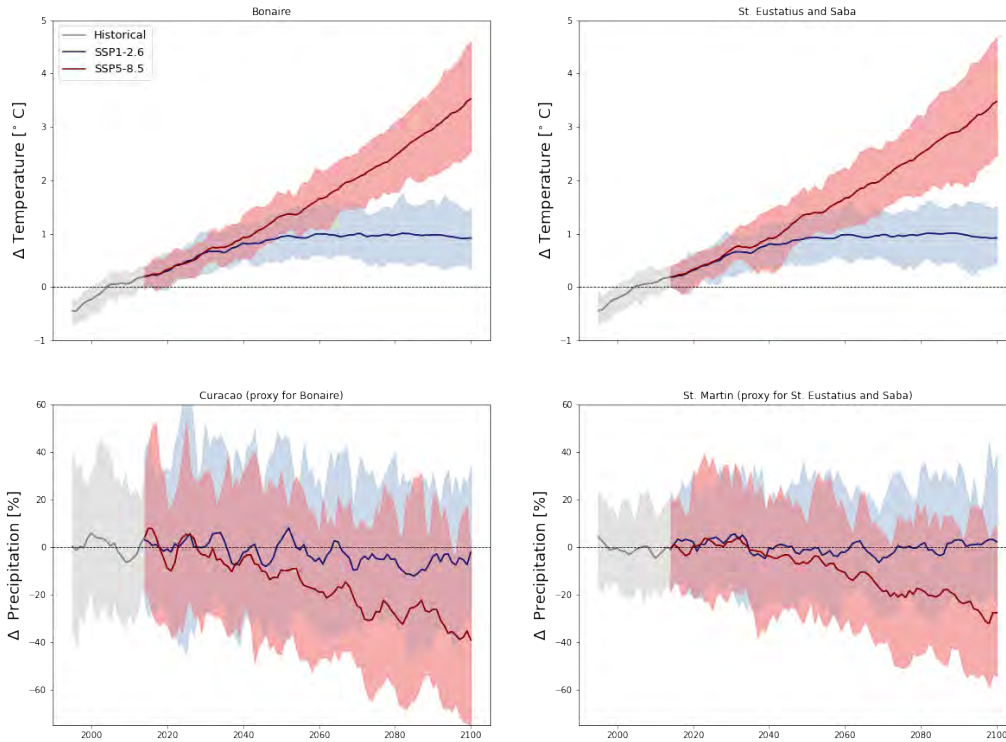 Bonaire
Δ Temperature [° C]
5
4
3
2
1
0
−1
Historical
SSP1-2.6
SSP5-8.5
St. Eustatius and Saba
Δ Temperature [° C]
5
4
3
2
1
0
−1
Curacao (proxy for Bonaire)
Δ Precipitation [%]
60
40
20
0
−20
−40
−60
2000 2020 2040 2060 2080 2100
St. Martin (proxy for St. Eustatius and Saba)
Δ Precipitation [%]
60
40
20
0
−20
−40
−60
2000 2020 2040 2060 2080 2100